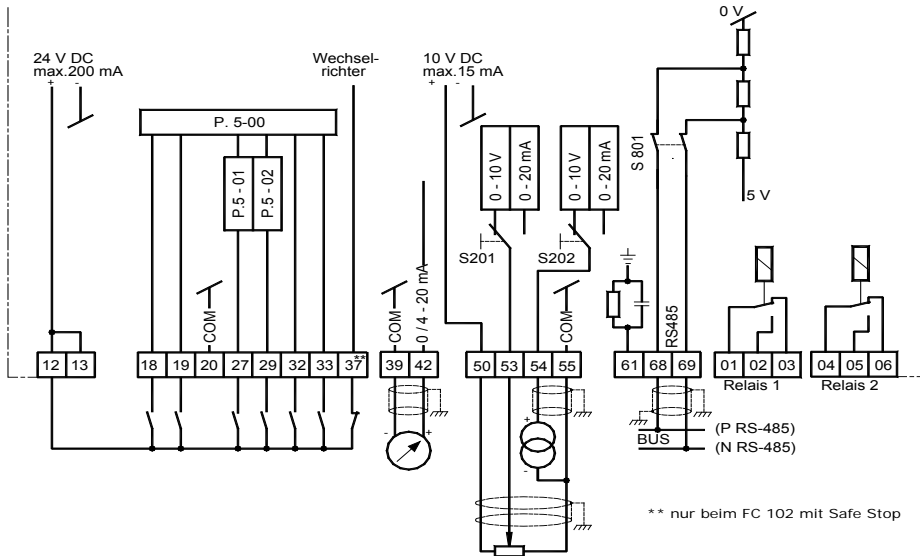 0 V
24 V DC
max.200 mA
+ -
Wechsel-
richter
10 V DC
max.15 mA
+ -
P. 5-00
P.5 - 01
P.5 - 02
0 - 10 V
0 - 20 mA
0 - 10 V
0 - 20 mA
S 801
5 V
S201
S202
COM
COM
0 / 4 - 20 mA
COM
RS485
12 13
18 19 20 27 29 32 33 37**
39 42
50 53 54 55
61 68 69
01 02 03
Relais 1
04 05 06
Relais 2
- +
+
-
BUS
(P RS-485)
(N RS-485)
** nur beim FC 102 mit Safe Stop